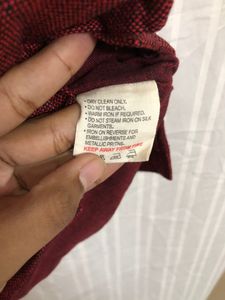 • DRY CLEAN ONLY.
• DO NOT BLEACH.
• WARM IRON IF REQUIRED.
• DO NOT STEAM IRON ON SILK
GARMENTS.
• IRON ON REVERSE FOR
EMBELLISHMENTS AND
METALLIC PRITNG.
KEEP AWAY FROM FIRE